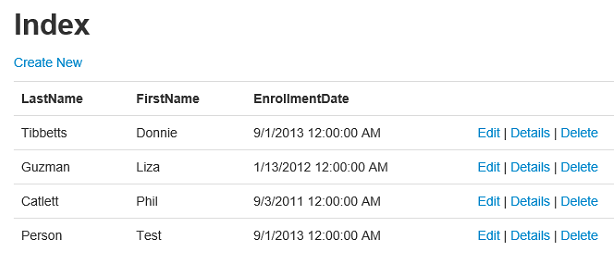 Index
Create New
LastName FirstName EnrollmentDate
Tibbetts Donnie 9/1/2013 12:00:00 AM Edit | Details | Delete
Guzman Liza 1/13/2012 12:00:00 AM Edit | Details | Delete
Catlett Phil 9/3/2011 12:00:00 AM Edit | Details | Delete
Person Test 9/1/2013 12:00:00 AM Edit | Details | Delete